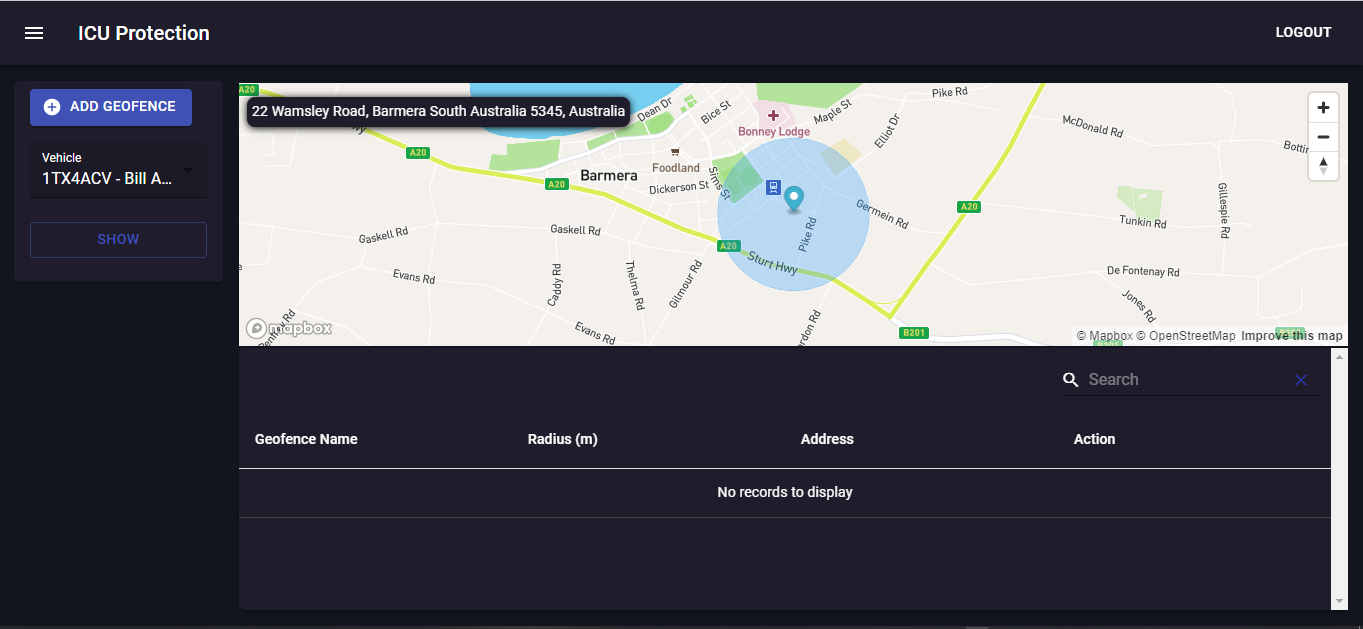 ICU Protection
LOGOUT
ADD GEOFENCE
Vehicle
1TX4ACV - Bill A...
SHOW
A20
22 Wamsley Road, Barmera South Australia 5345, Australia
Dean Dr
Bice St
Maple St
Pike Rd
McDonald Rd
Elliot Dr
Bonney Lodge
Hwy
A20
Foodland
Barmera
A20
Dickerson St
Sims St
Germein Rd
A20
Gillespie Rd
Tunkin Rd
Gaskell Rd
Gaskell Rd
A20
Pike Rd
Sturt Hwy
Evans Rd
Caddy Rd
Thelma Rd
Gilmour Rd
De Fontenay Rd
Jones Rd
Evans Rd
B201
B201
B201
mapbox
© Mapbox © OpenStreetMap Improve this map
Search
Geofence Name Radius (m) Address Action
No records to display